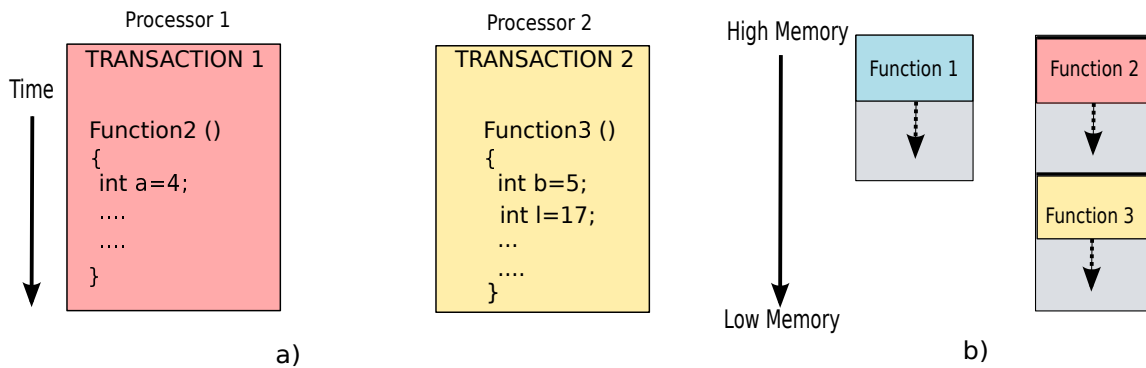 Processor 1
TRANSACTION 1
Time
Function2 ()
{
int a=4;
....
....
}
Processor 2
TRANSACTION 2
Function3 ()
{
int b=5;
int l=17;
...
....
}
a)
High Memory
Low Memory
Function 1
Function 2
Function 3
b)